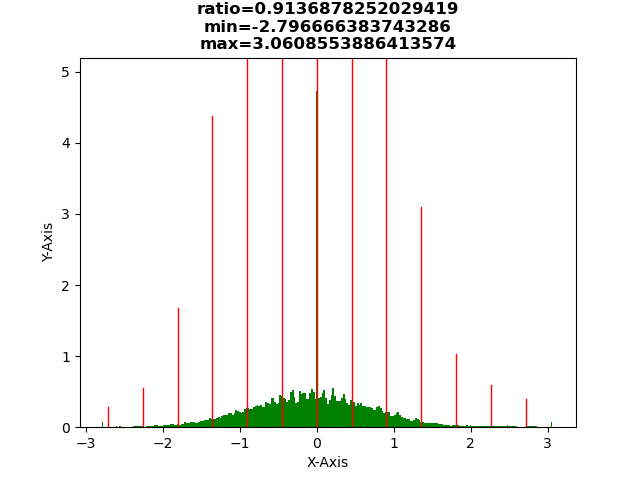 ratio=0.9136878252029419
min=-2.796666383743286
max=3.0608553886413574
5
4
3
2
1
0
Y-Axis
−3 −2 −1 0 1 2 3
X-Axis